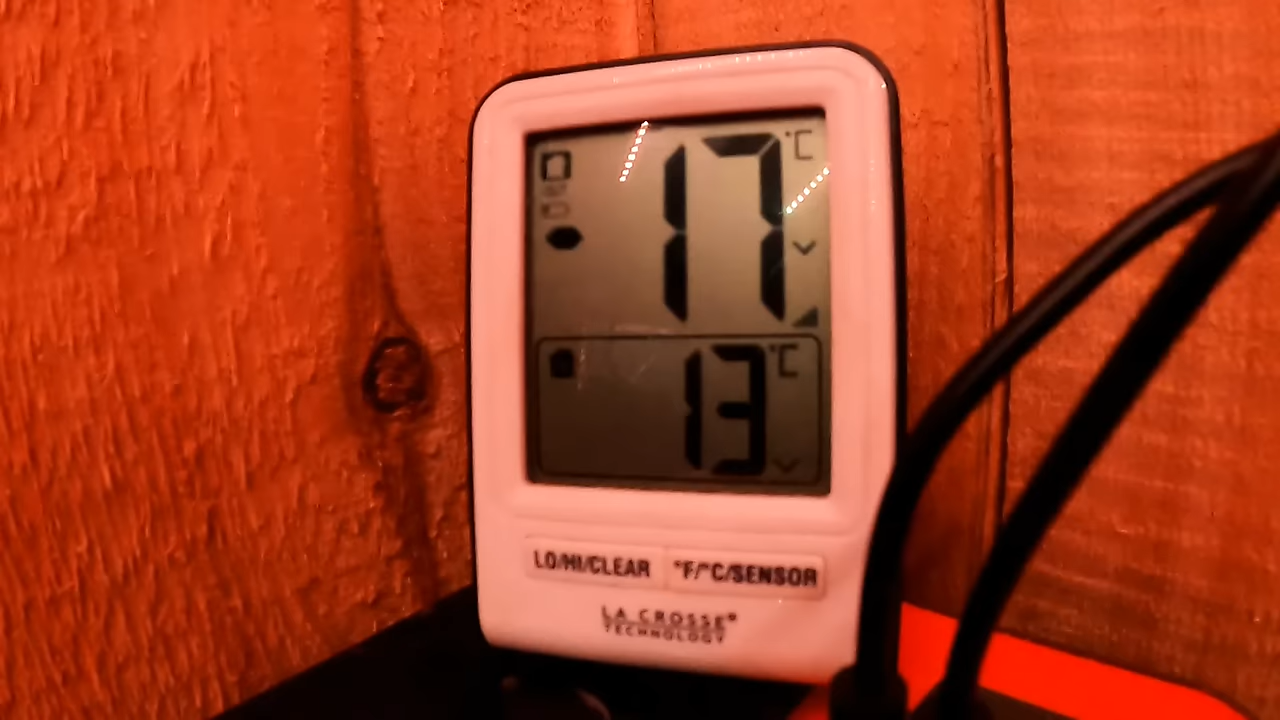 17 °C
13 °C
LO/HI/CLEAR °F/°C/SENSOR
LA CROSSE®
TECHNOLOGY